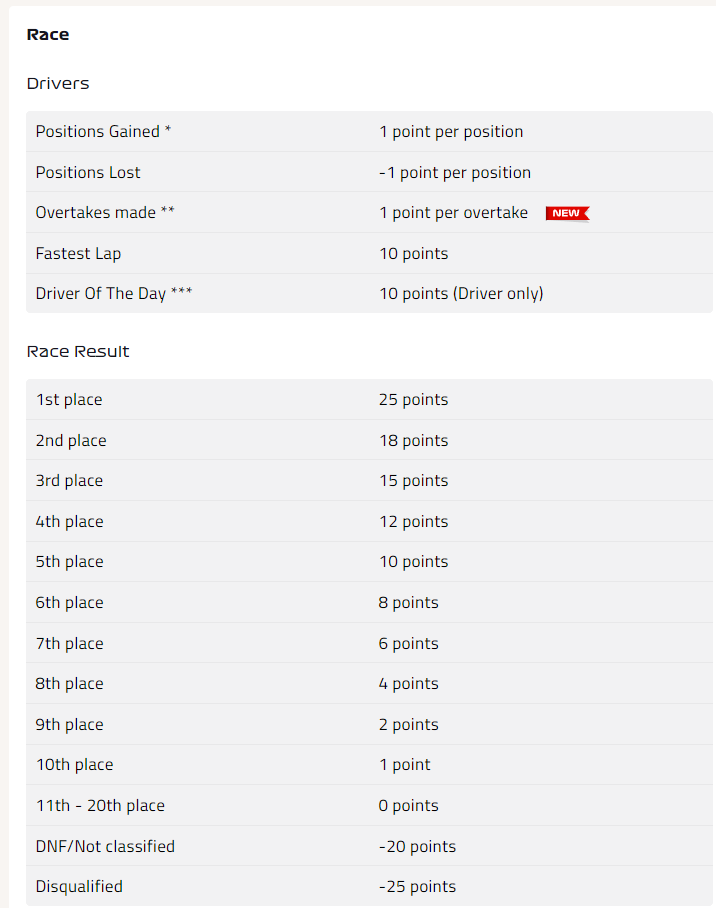 Race
Drivers
Positions Gained * 1 point per position
Positions Lost -1 point per position
Overtakes made ** 1 point per overtake NEW
Fastest Lap 10 points
Driver Of The Day *** 10 points (Driver only)
Race Result
1st place 25 points
2nd place 18 points
3rd place 15 points
4th place 12 points
5th place 10 points
6th place 8 points
7th place 6 points
8th place 4 points
9th place 2 points
10th place 1 point
11th - 20th place 0 points
DNF/Not classified -20 points
Disqualified -25 points